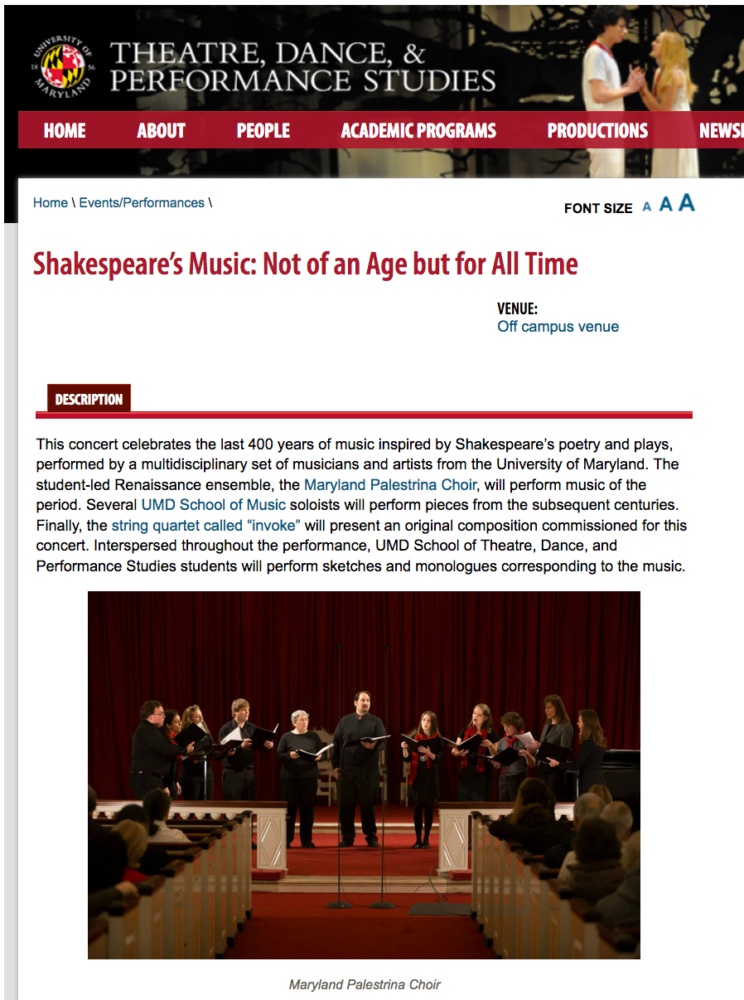 UNIVERSITY OF
18 56
MARYLAND
THEATRE, DANCE, &
PERFORMANCE STUDIES
HOME ABOUT PEOPLE ACADEMIC PROGRAMS PRODUCTIONS NEWS
Home \ Events/Performances \
FONT SIZE A A A
Shakespeare’s Music: Not of an Age but for All Time
VENUE:
Off campus venue
DESCRIPTION
This concert celebrates the last 400 years of music inspired by Shakespeare’s poetry and plays,
performed by a multidisciplinary set of musicians and artists from the University of Maryland. The
student-led Renaissance ensemble, the Maryland Palestrina Choir, will perform music of the
period. Several UMD School of Music soloists will perform pieces from the subsequent centuries.
Finally, the string quartet called “invoke” will present an original composition commissioned for this
concert. Interspersed throughout the performance, UMD School of Theatre, Dance, and
Performance Studies students will perform sketches and monologues corresponding to the music.
Maryland Palestrina Choir